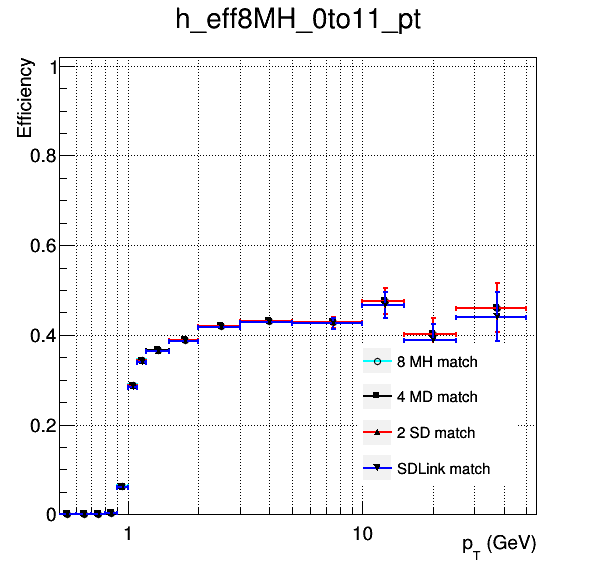 h_eff8MH_0to11_pt
Efficiency
1
0.8
0.6
0.4
0.2
0
8 MH match
4 MD match
2 SD match
SDLink match
1
10
p_T (GeV)